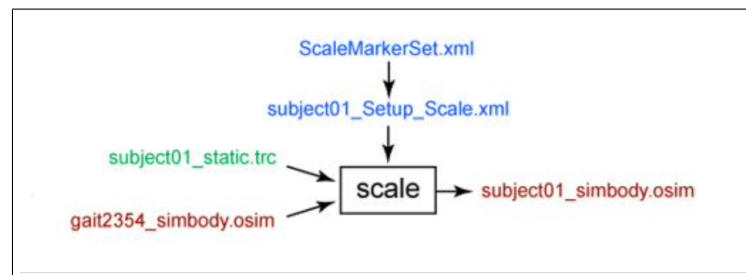 ScaleMarkerSet.xml
subject01_Setup_Scale.xml
subject01_static.trc
scale
subject01_simbody.osim
gait2354_simbody.osim